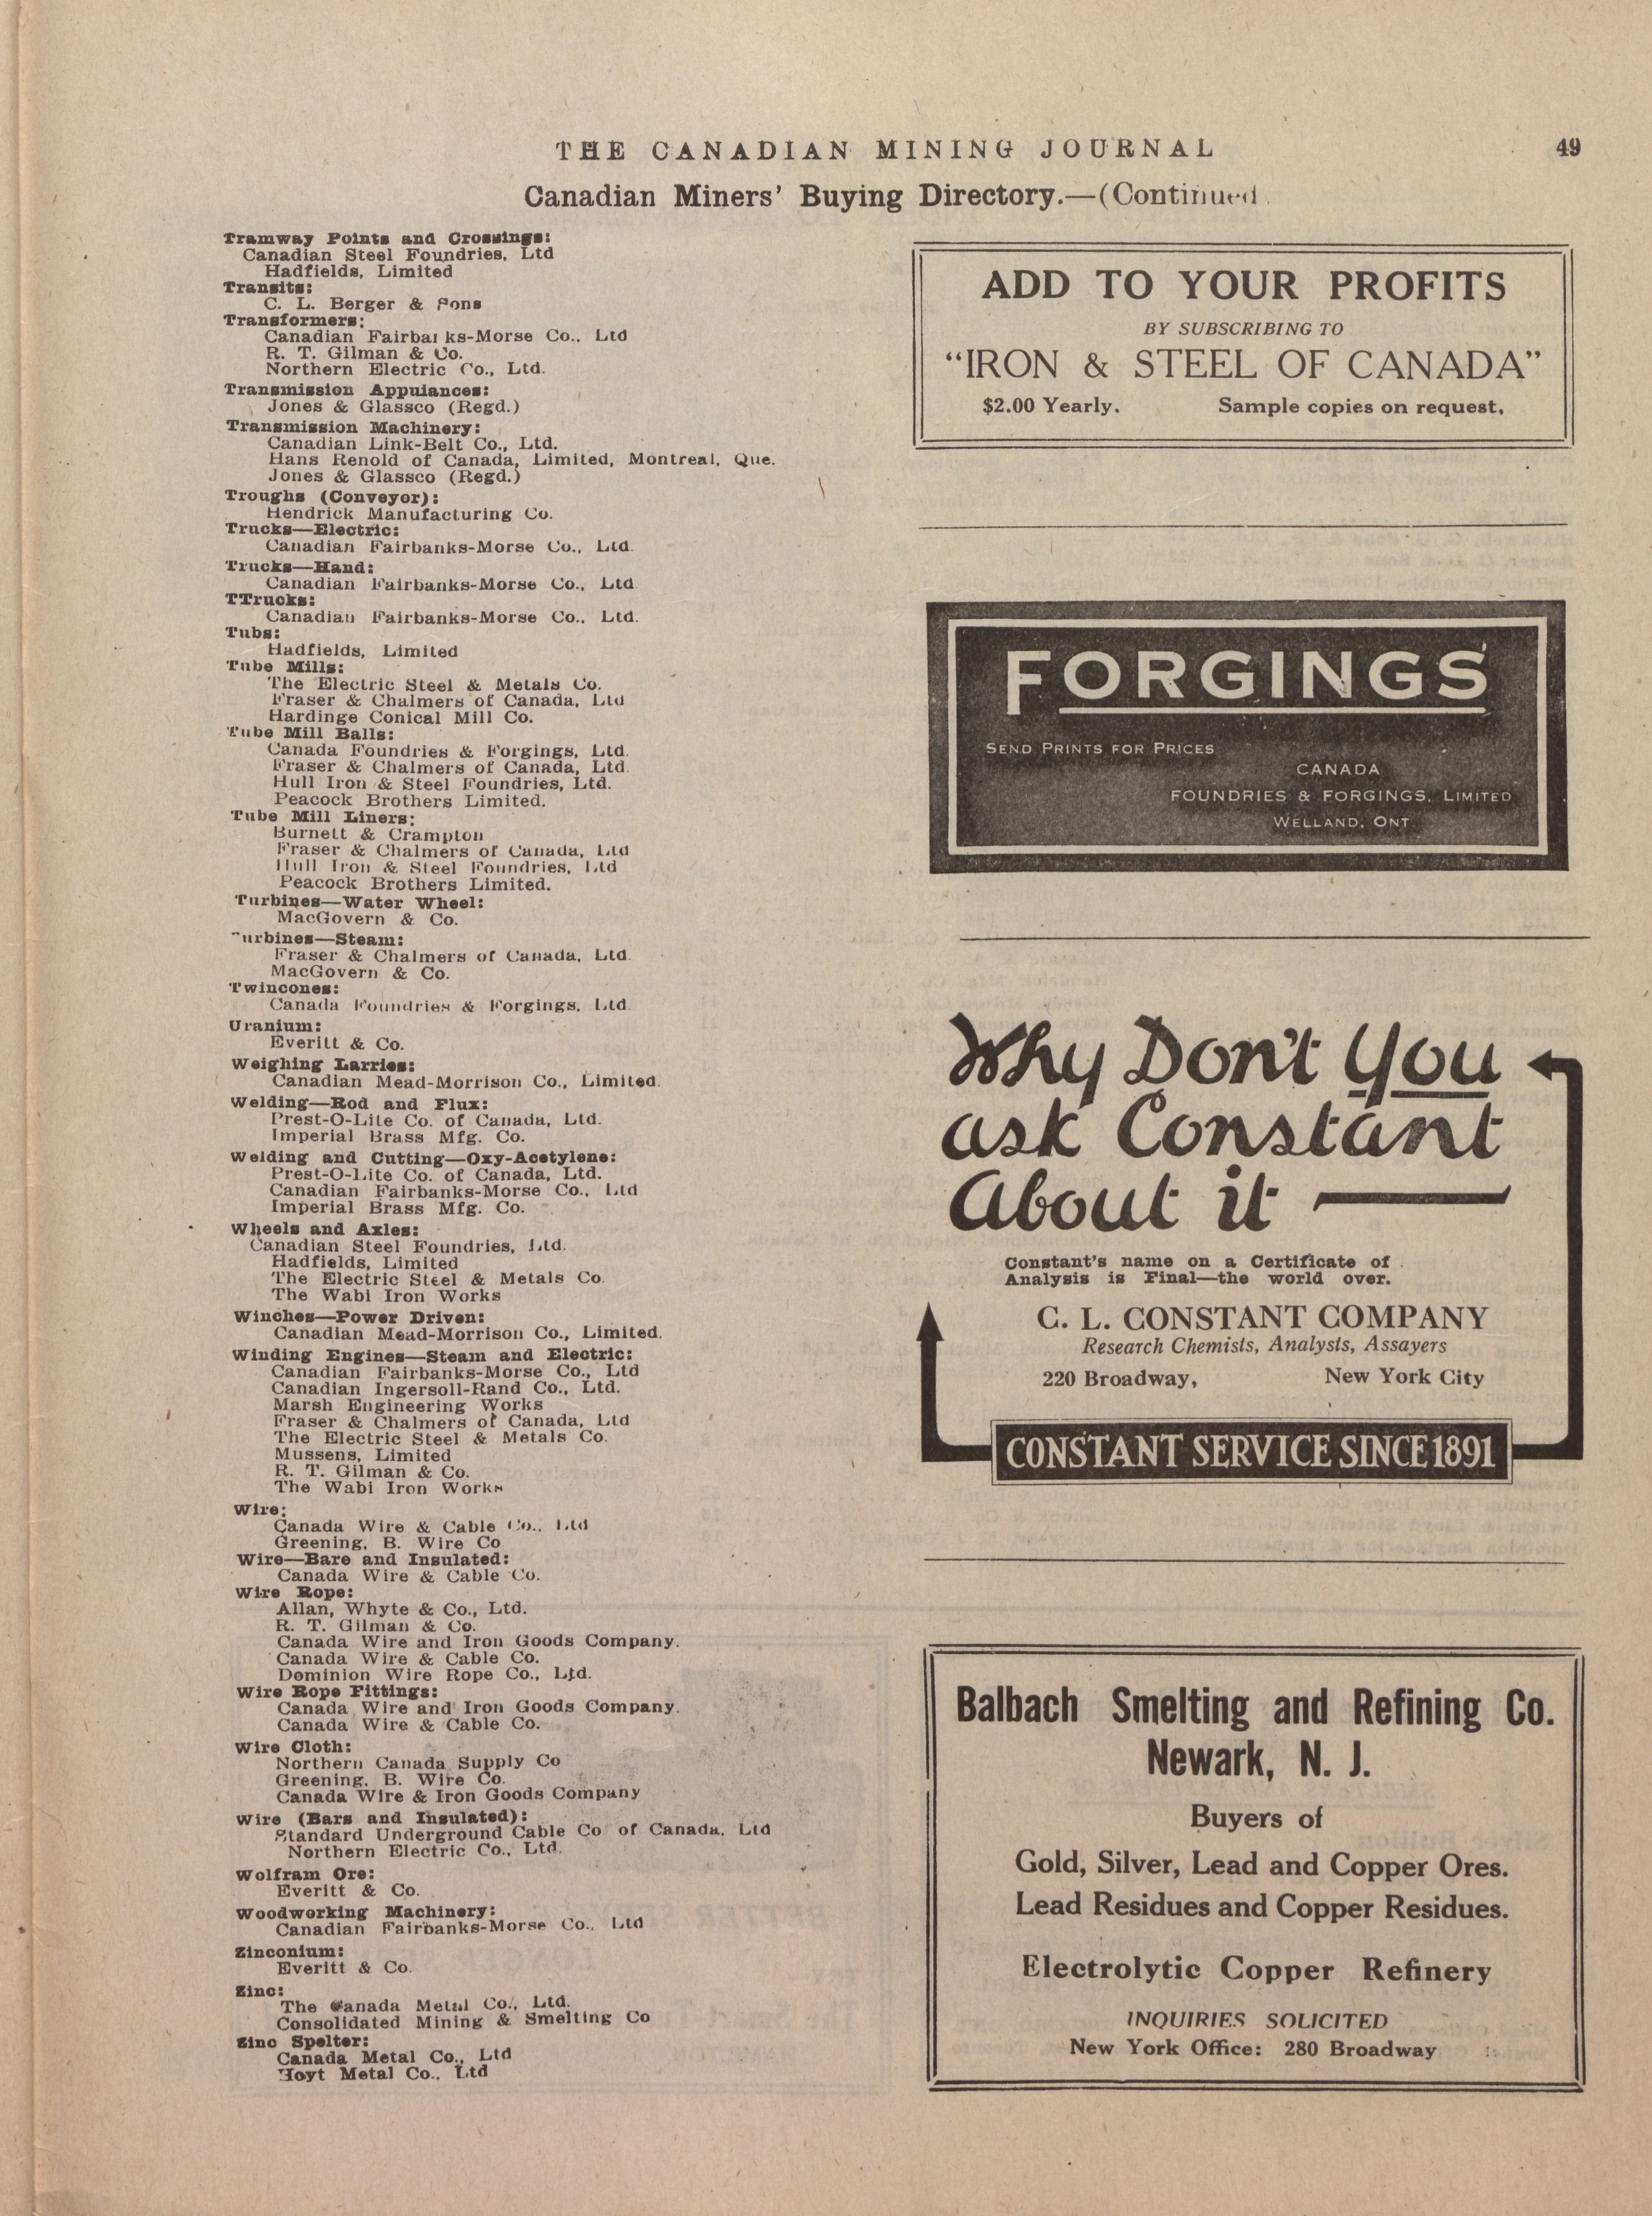 THE CANADIAN MINING JOURNAL 49
Canadian Miners' Buying Directory.—(Continued
Tramway Points and Crossings:
Canadian Steel Foundries, Ltd
Hadfields, Limited
Transits:
C. L. Berger & Sons
Transformers:
Canadian Fairbanks-Morse Co., Ltd
R. T. Gilman & Co.
Northern Electric Co., Ltd.
Transmission Appuiances:
Jones & Glassco (Regd.)
Transmission Machinery:
Canadian Link-Belt Co., Ltd.
Hans Renold of Canada, Limited, Montreal, Que.
Jones & Glassco (Regd.)
Troughs (Conveyor):
Hendrick Manufacturing Co.
Trucks—Electric:
Canadian Fairbanks-Morse Co., Ltd.
Trucks—Hand:
Canadian Fairbanks-Morse Co., Ltd
TTrucks:
Canadian Fairbanks-Morse Co., Ltd.
Tubs:
Hadfields, Limited
Tube Mills:
The Electric Steel & Metals Co.
Fraser & Chalmers of Canada, Ltd
Hardinge Conical Mill Co.
Tube Mill Balls:
Canada Foundries & Forgings, Ltd.
Fraser & Chalmers of Canada, Ltd.
Hull Iron & Steel Foundries, Ltd.
Peacock Brothers Limited.
Tube Mill Liners:
Burnett & Crampton
Fraser & Chalmers of Canada, Ltd
Hull Iron & Steel Foundries, Ltd
Peacock Brothers Limited.
Turbines—Water Wheel:
MacGovern & Co.
Turbines—Steam:
Fraser & Chalmers of Canada, Ltd.
MacGovern & Co.
Twincones:
Canada Foundries & Forgings, Ltd.
Uranium:
Everitt & Co.
Weighing Larries:
Canadian Mead-Morrison Co., Limited.
Welding—Rod and Flux:
Prest-O-Lite Co. of Canada, Ltd.
Imperial Brass Mfg. Co.
Welding and Cutting—Oxy-Acetylene:
Prest-O-Lite Co. of Canada, Ltd.
Canadian Fairbanks-Morse Co., Ltd
Imperial Brass Mfg. Co.
Wheels and Axles:
Canadian Steel Foundries, Ltd.
Hadfields, Limited
The Electric Steel & Metals Co.
The Wabi Iron Works
Winches—Power Driven:
Canadian Mead-Morrison Co., Limited.
Winding Engines—Steam and Electric:
Canadian Fairbanks-Morse Co., Ltd
Canadian Ingersoll-Rand Co., Ltd.
Marsh Engineering Works
Fraser & Chalmers of Canada, Ltd
The Electric Steel & Metals Co.
Mussens, Limited
R. T. Gilman & Co.
The Wabi Iron Works
Wire:
Canada Wire & Cable Co., Ltd
Greening, B. Wire Co
Wire—Bare and Insulated:
Canada Wire & Cable Co.
Wire Rope:
Allan, Whyte & Co., Ltd.
R. T. Gilman & Co.
Canada Wire and Iron Goods Company.
Canada Wire & Cable Co.
Dominion Wire Rope Co., Ltd.
Wire Rope Fittings:
Canada Wire and Iron Goods Company.
Canada Wire & Cable Co.
Wire Cloth:
Northern Canada Supply Co
Greening, B. Wire Co.
Canada Wire & Iron Goods Company
Wire (Bars and Insulated):
Standard Underground Cable Co of Canada, Ltd
Northern Electric Co., Ltd.
Wolfram Ore:
Everitt & Co.
Woodworking Machinery:
Canadian Fairbanks-Morse Co., Ltd
Zinconium:
Everitt & Co.
Zinc:
The Canada Metal Co., Ltd.
Consolidated Mining & Smelting Co
Zinc Spelter:
Canada Metal Co., Ltd
Hoyt Metal Co., Ltd
ADD TO YOUR PROFITS
BY SUBSCRIBING TO
"IRON & STEEL OF CANADA"
$2.00 Yearly. Sample copies on request.
FORGINGS
SEND PRINTS FOR PRICES
CANADA
FOUNDRIES & FORGINGS, LIMITED
WELLAND, ONT
Why Don't You
ask Constant
About it —
Constant's name on a Certificate of
Analysis is Final—the world over.
C. L. CONSTANT COMPANY
Research Chemists, Analysts, Assayers
220 Broadway, New York City
CONSTANT SERVICE SINCE 1891
Balbach Smelting and Refining Co.
Newark, N. J.
Buyers of
Gold, Silver, Lead and Copper Ores.
Lead Residues and Copper Residues.
Electrolytic Copper Refinery
INQUIRIES SOLICITED
New York Office: 280 Broadway